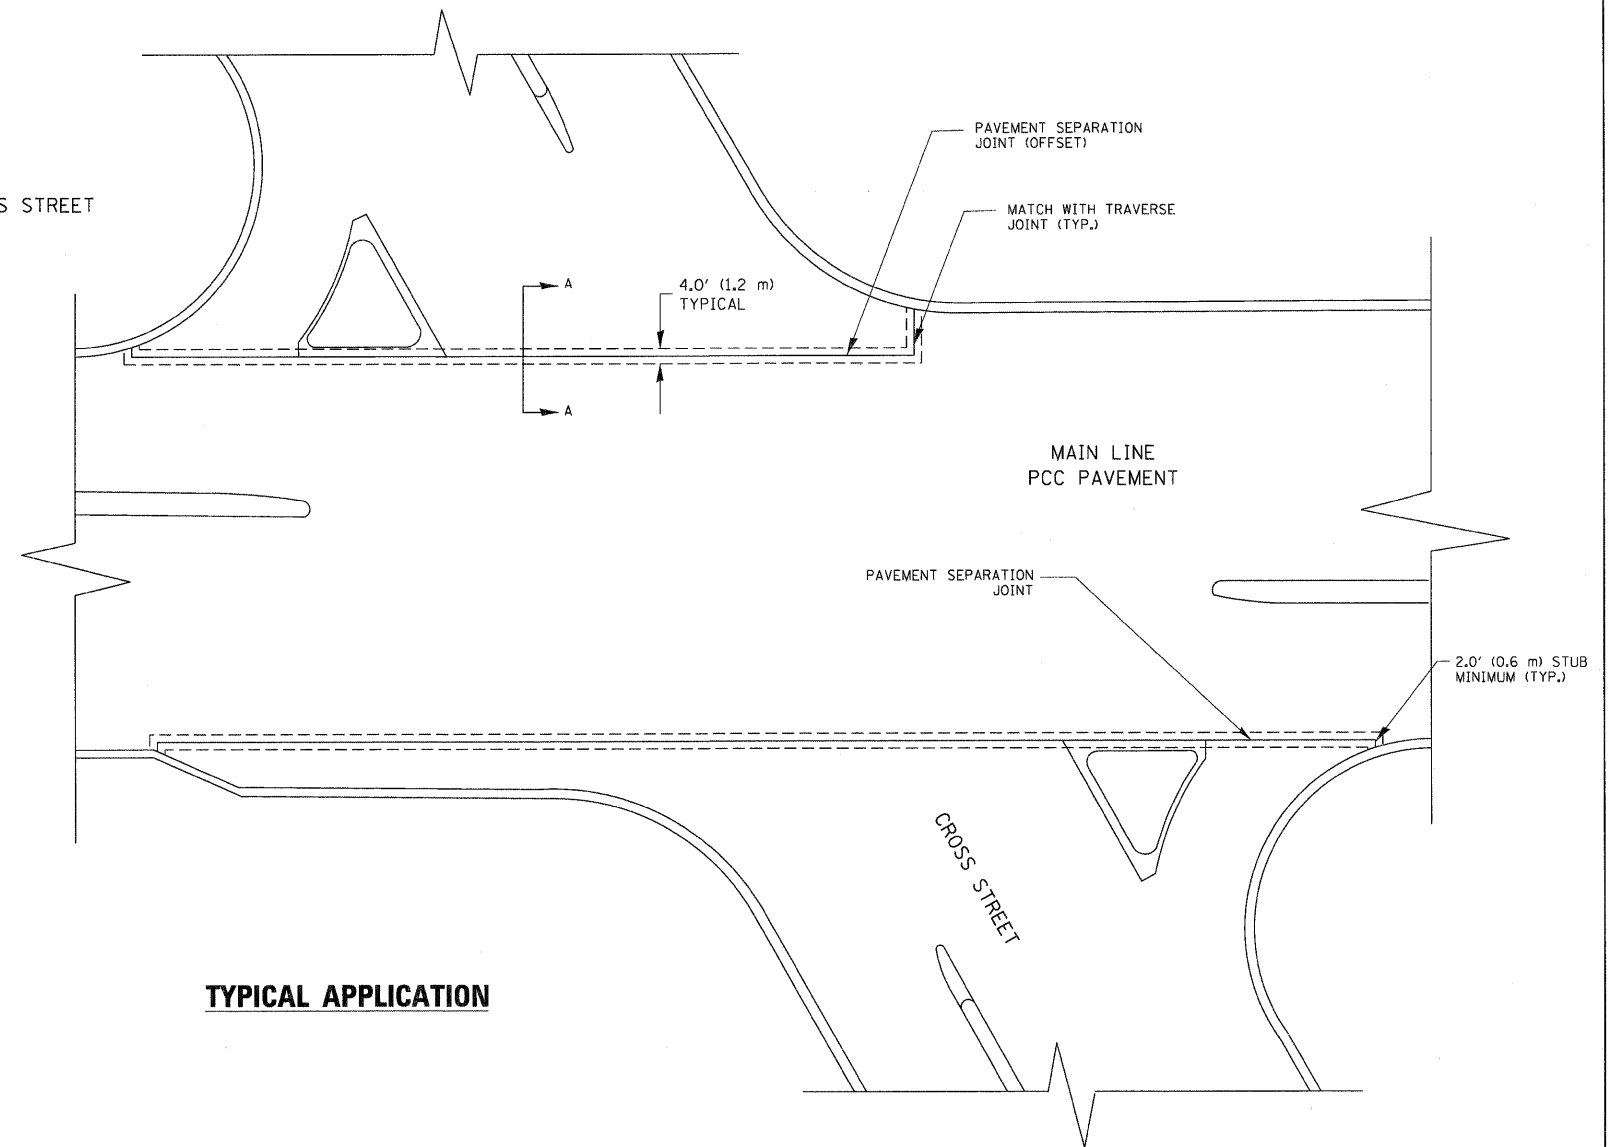 PAVEMENT SEPARATION
JOINT (OFFSET)
S STREET
MATCH WITH TRAVERSE
JOINT (TYP.)
A
4.0' (1.2 m)
TYPICAL
A
MAIN LINE
PCC PAVEMENT
PAVEMENT SEPARATION
JOINT
2.0' (0.6 m) STUB
MINIMUM (TYP.)
CROSS STREET
TYPICAL APPLICATION